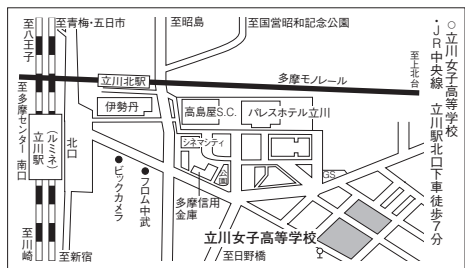 ○立川女子高等学校
・JR中央線 立川駅北口下車徒歩7分
至八王子
至青梅・五日市
至昭島
至国営昭和記念公園
至上北台
立川北駅
多摩モノレール
至多摩センター
南口
立川駅
(ルミネ)
北口
伊勢丹
高島屋S.C.
パレスホテル立川
シネマシティ
公園
GS
ビックカメラ
フロム中武
多摩信用
金庫
立川女子高等学校
至川崎
至新宿
至日野橋